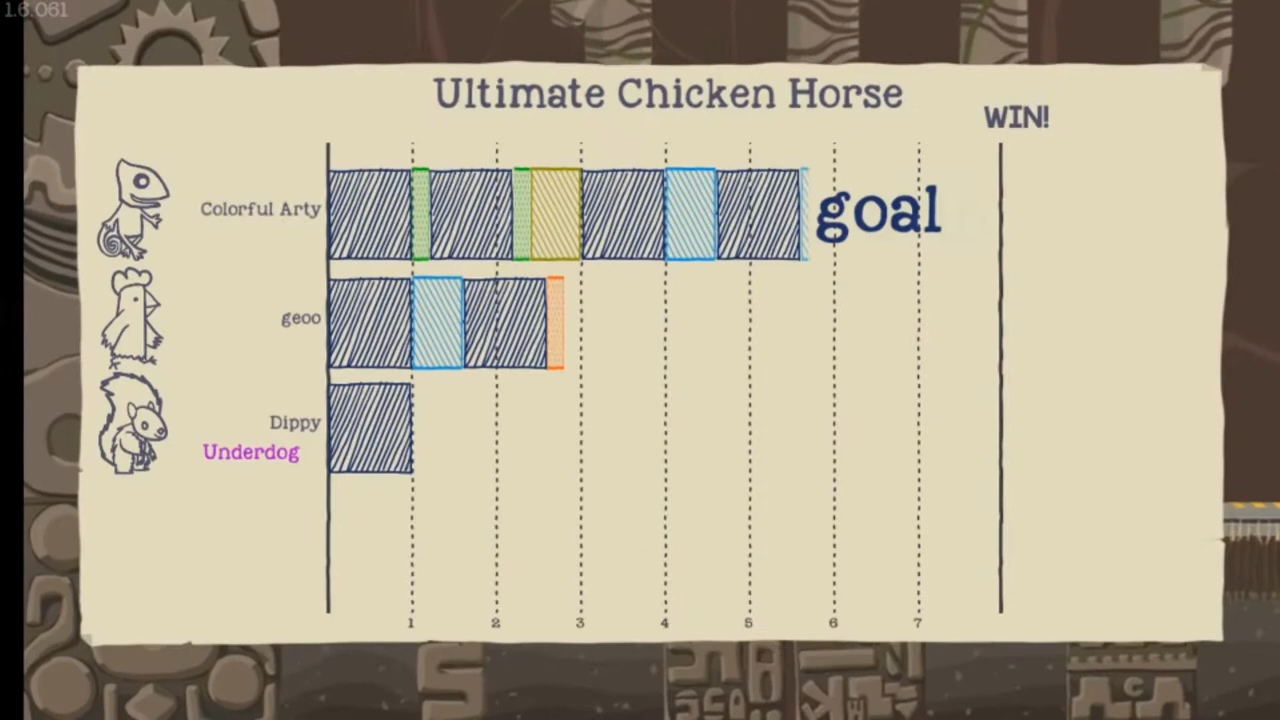 1.6.061
Ultimate Chicken Horse
WIN!
Colorful Arty
goal
geoo
Dippy
Underdog
1 2 3 4 5 6 7